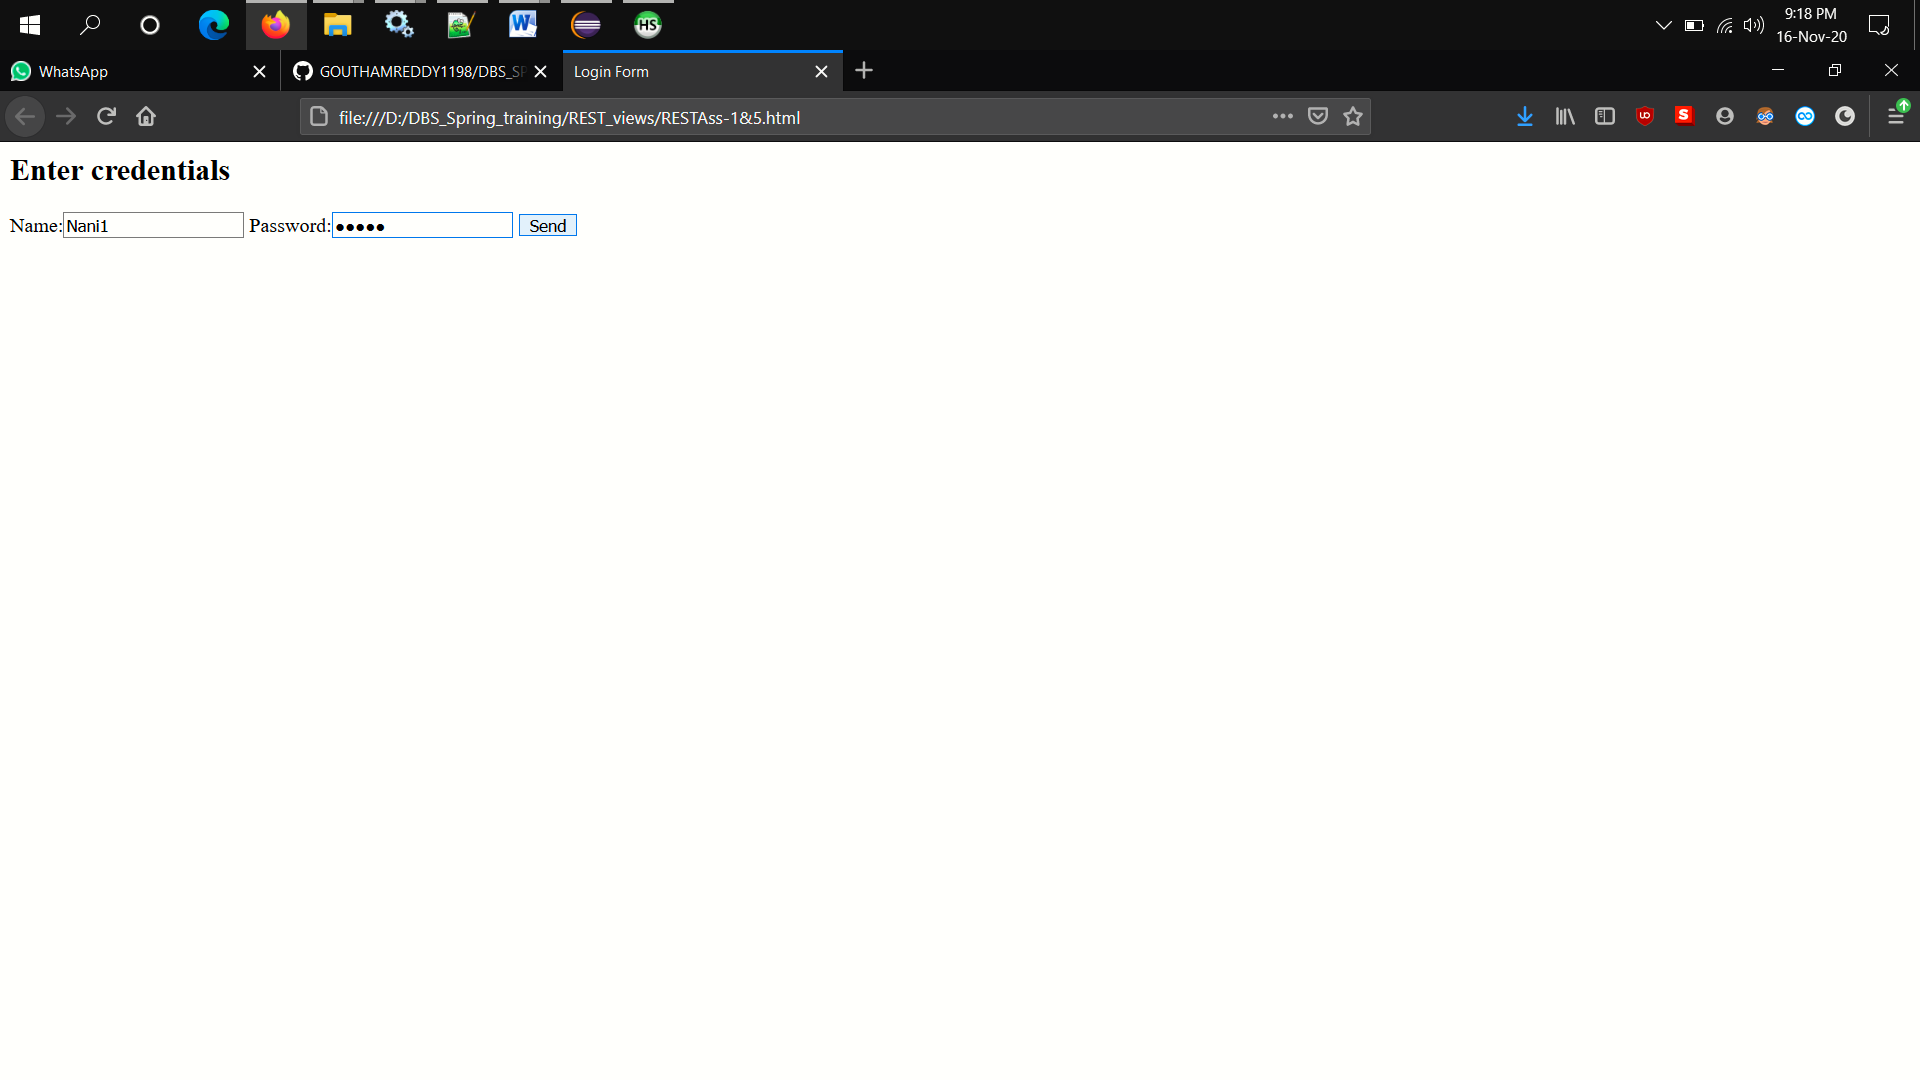 9:18 PM
16-Nov-20
WhatsApp
GOUTHAMREDDY1198/DBS_SP
Login Form
file:///D:/DBS_Spring_training/REST_views/RESTAss-1&5.html
Enter credentials
Name:Nani1 Password:●●●●● Send